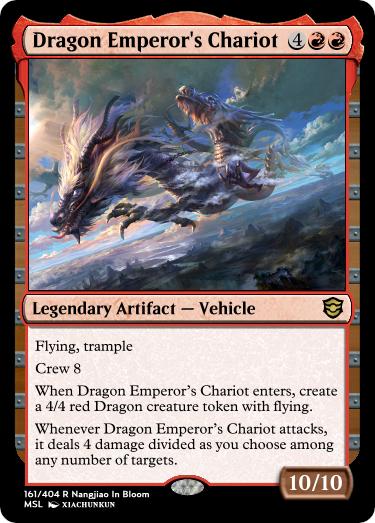 Dragon Emperor's Chariot 4
Legendary Artifact — Vehicle
Flying, trample
Crew 8
When Dragon Emperor's Chariot enters, create
a 4/4 red Dragon creature token with flying.
Whenever Dragon Emperor's Chariot attacks,
it deals 4 damage divided as you choose among
any number of targets.
10/10
161/404 R Nangjiao In Bloom
MSL XIACHUNKUN